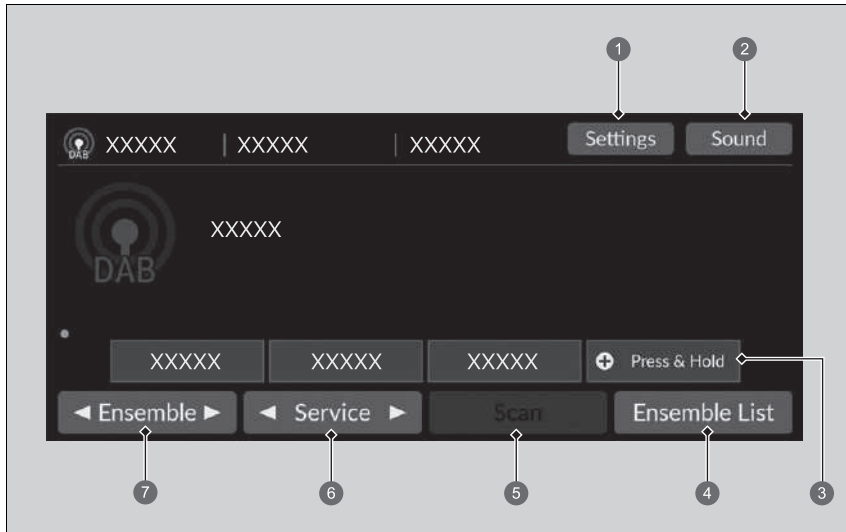 1 2
DAB XXXXX | XXXXX | XXXXX Settings Sound
XXXXX
DAB
XXXXX XXXXX XXXXX Press & Hold
◄ Ensemble ► ◄ Service ► Scan Ensemble List
7 6 5 4 3